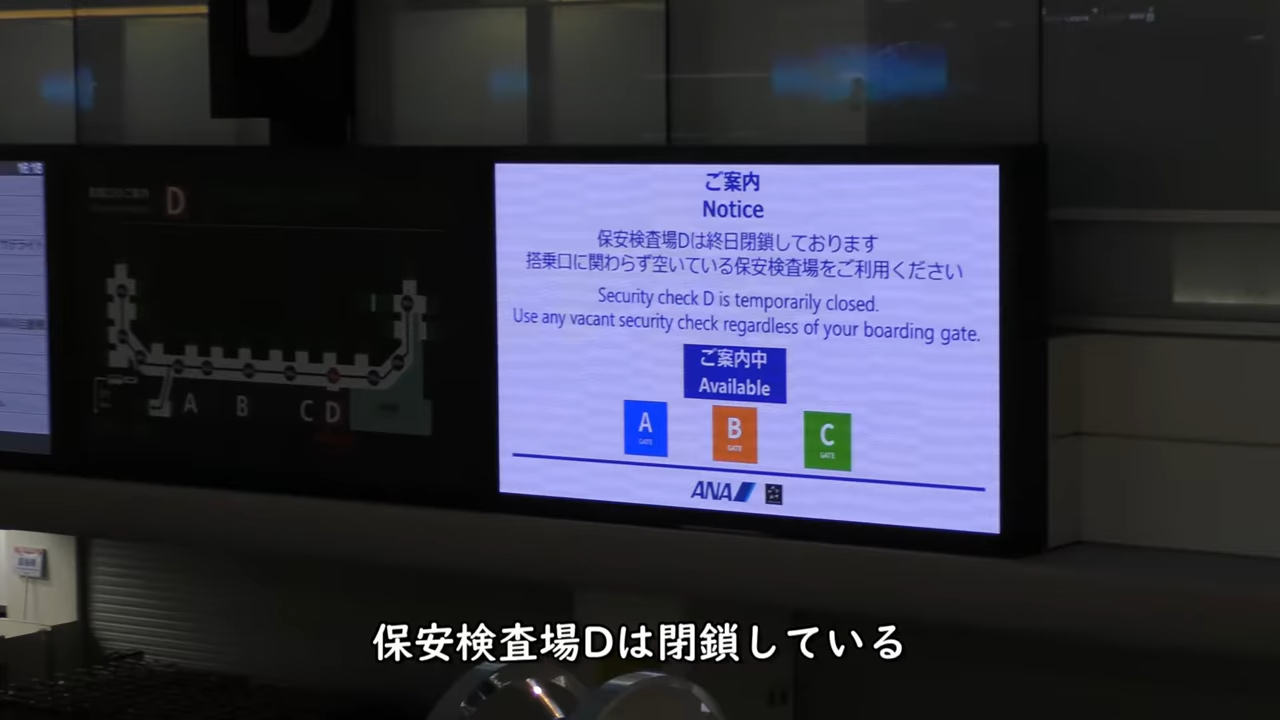 D
D
A B C D
ご案内
Notice
保安検査場Dは終日閉鎖しております
搭乗口に関わらず空いている保安検査場をご利用ください
Security check D is temporarily closed.
Use any vacant security check regardless of your boarding gate.
ご案内中
Available
A
GATE
B
GATE
C
GATE
ANA
保安検査場Dは閉鎖している